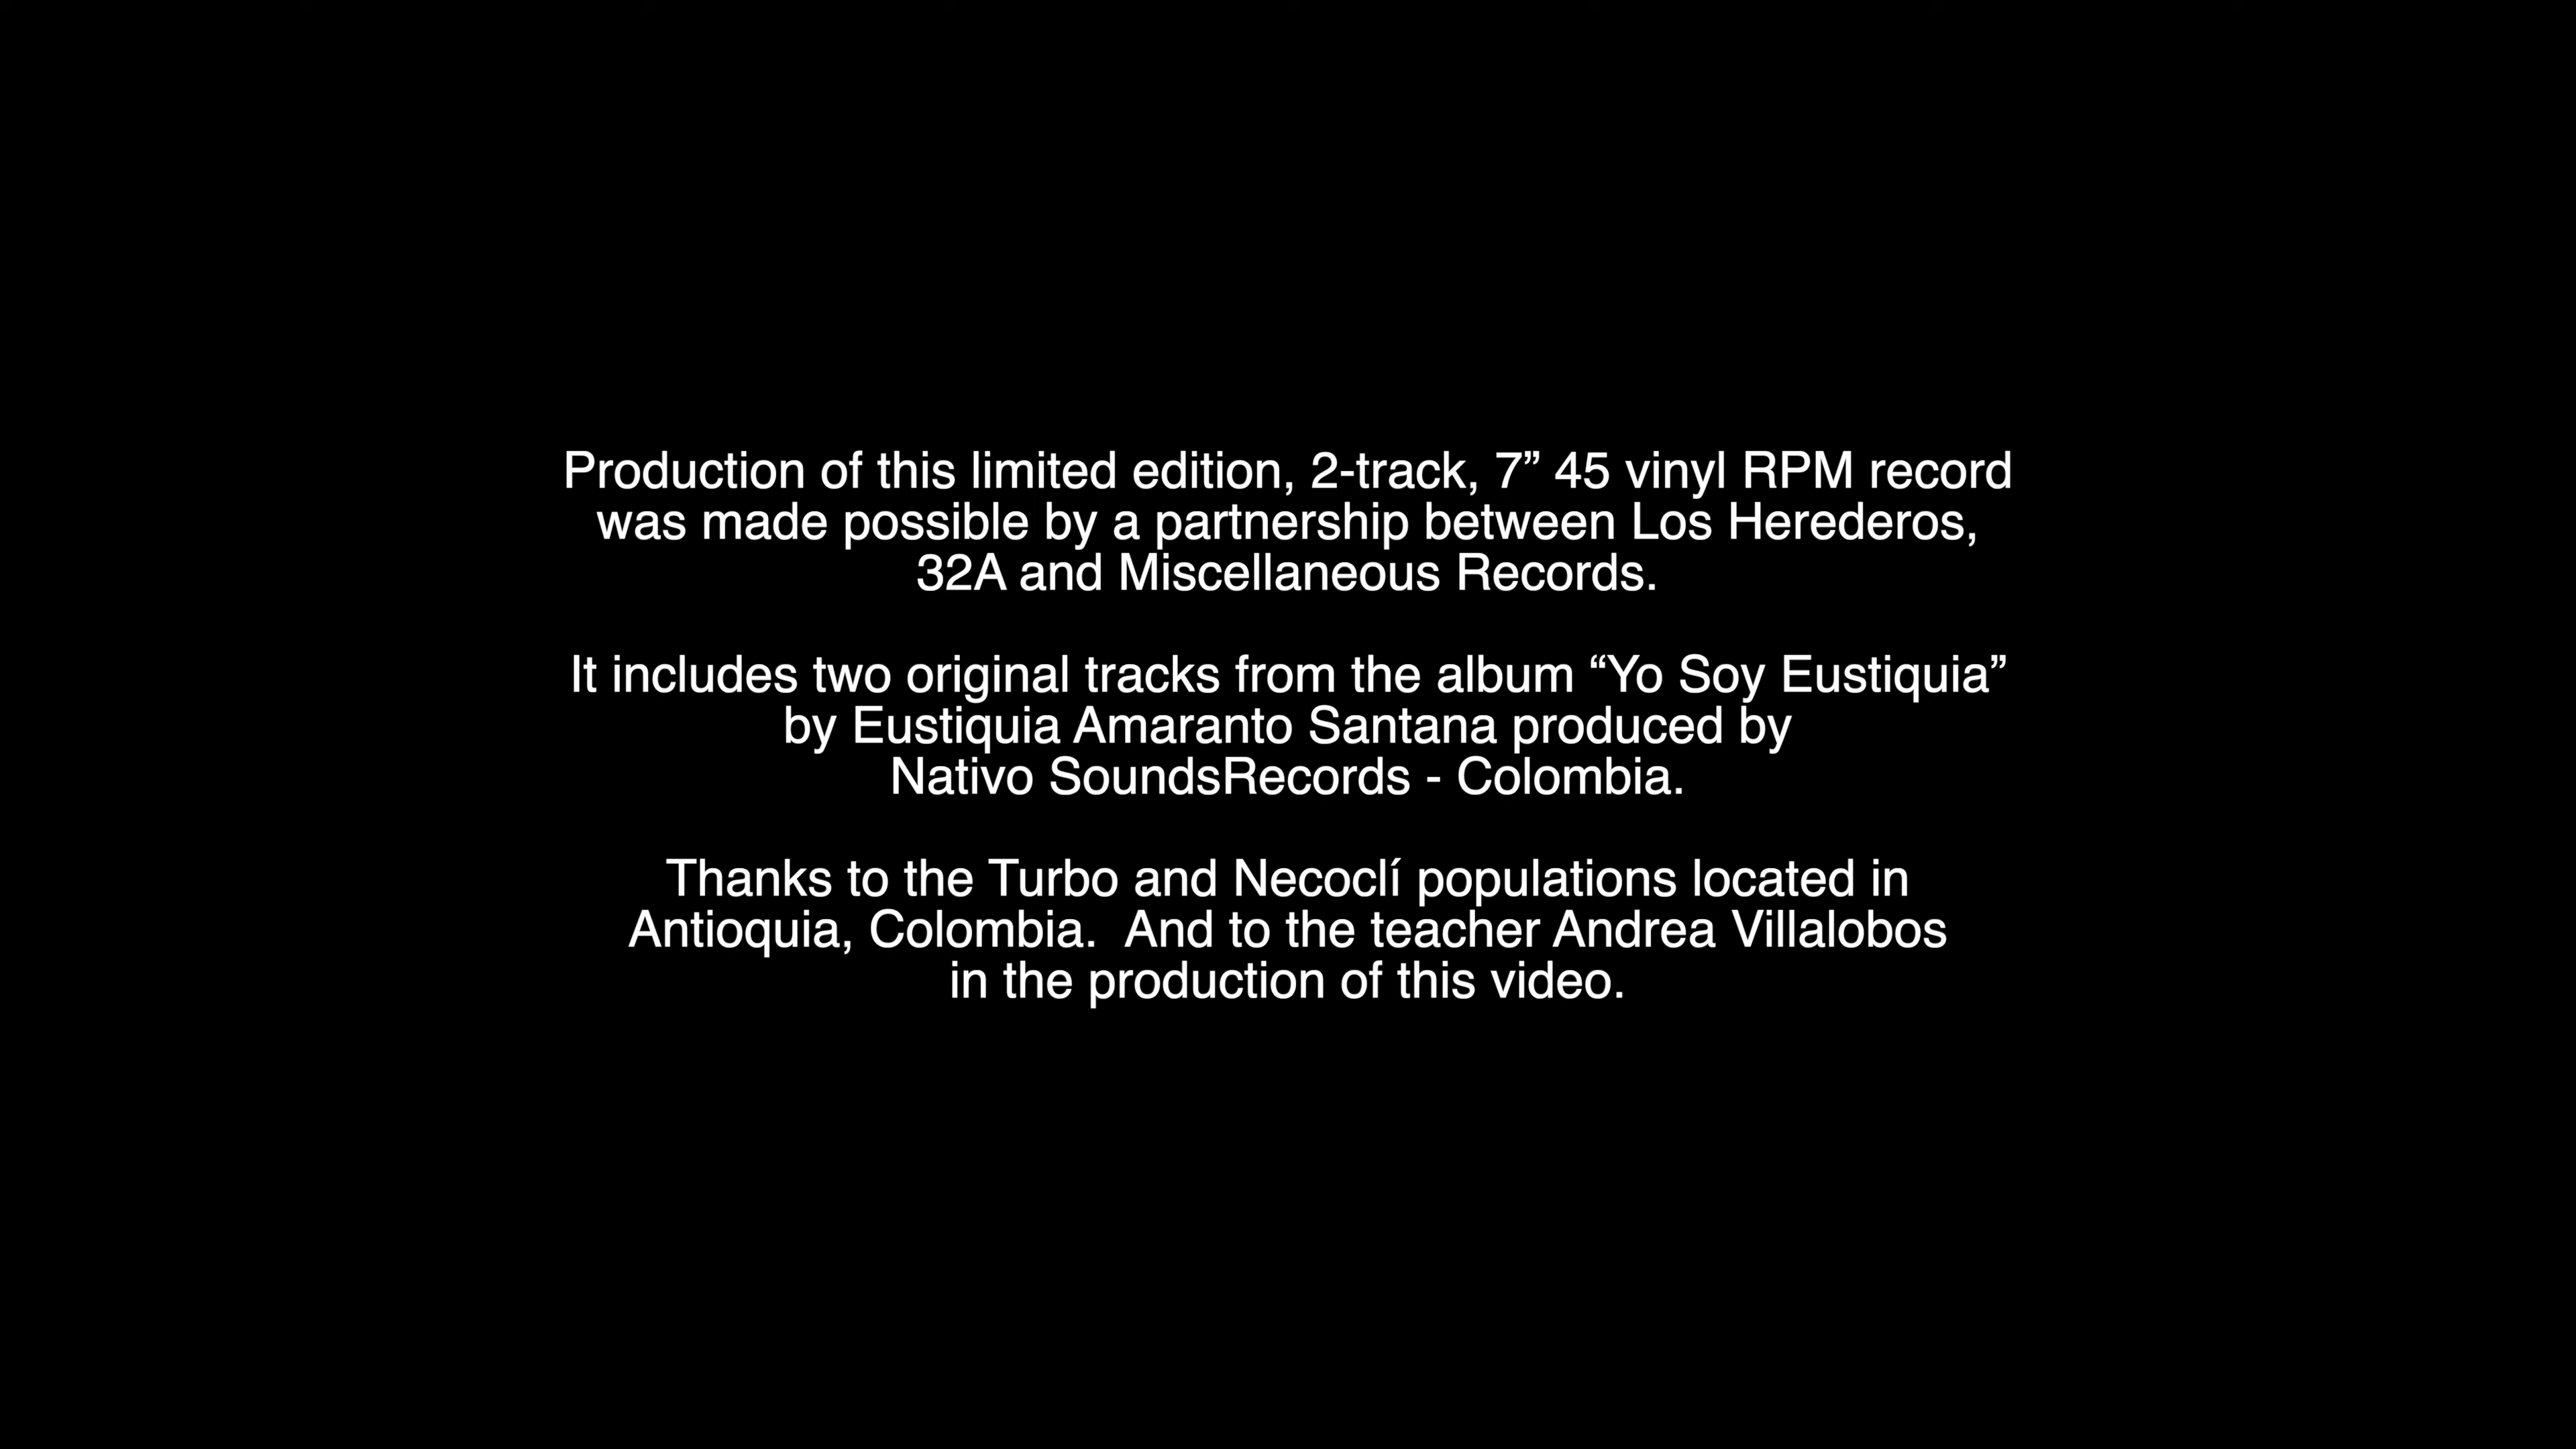 Production of this limited edition, 2-track, 7” 45 vinyl RPM record
was made possible by a partnership between Los Herederos,
32A and Miscellaneous Records.
It includes two original tracks from the album “Yo Soy Eustiquia”
by Eustiquia Amaranto Santana produced by
Nativo SoundsRecords - Colombia.
Thanks to the Turbo and Necoclí populations located in
Antioquia, Colombia.  And to the teacher Andrea Villalobos
in the production of this video.